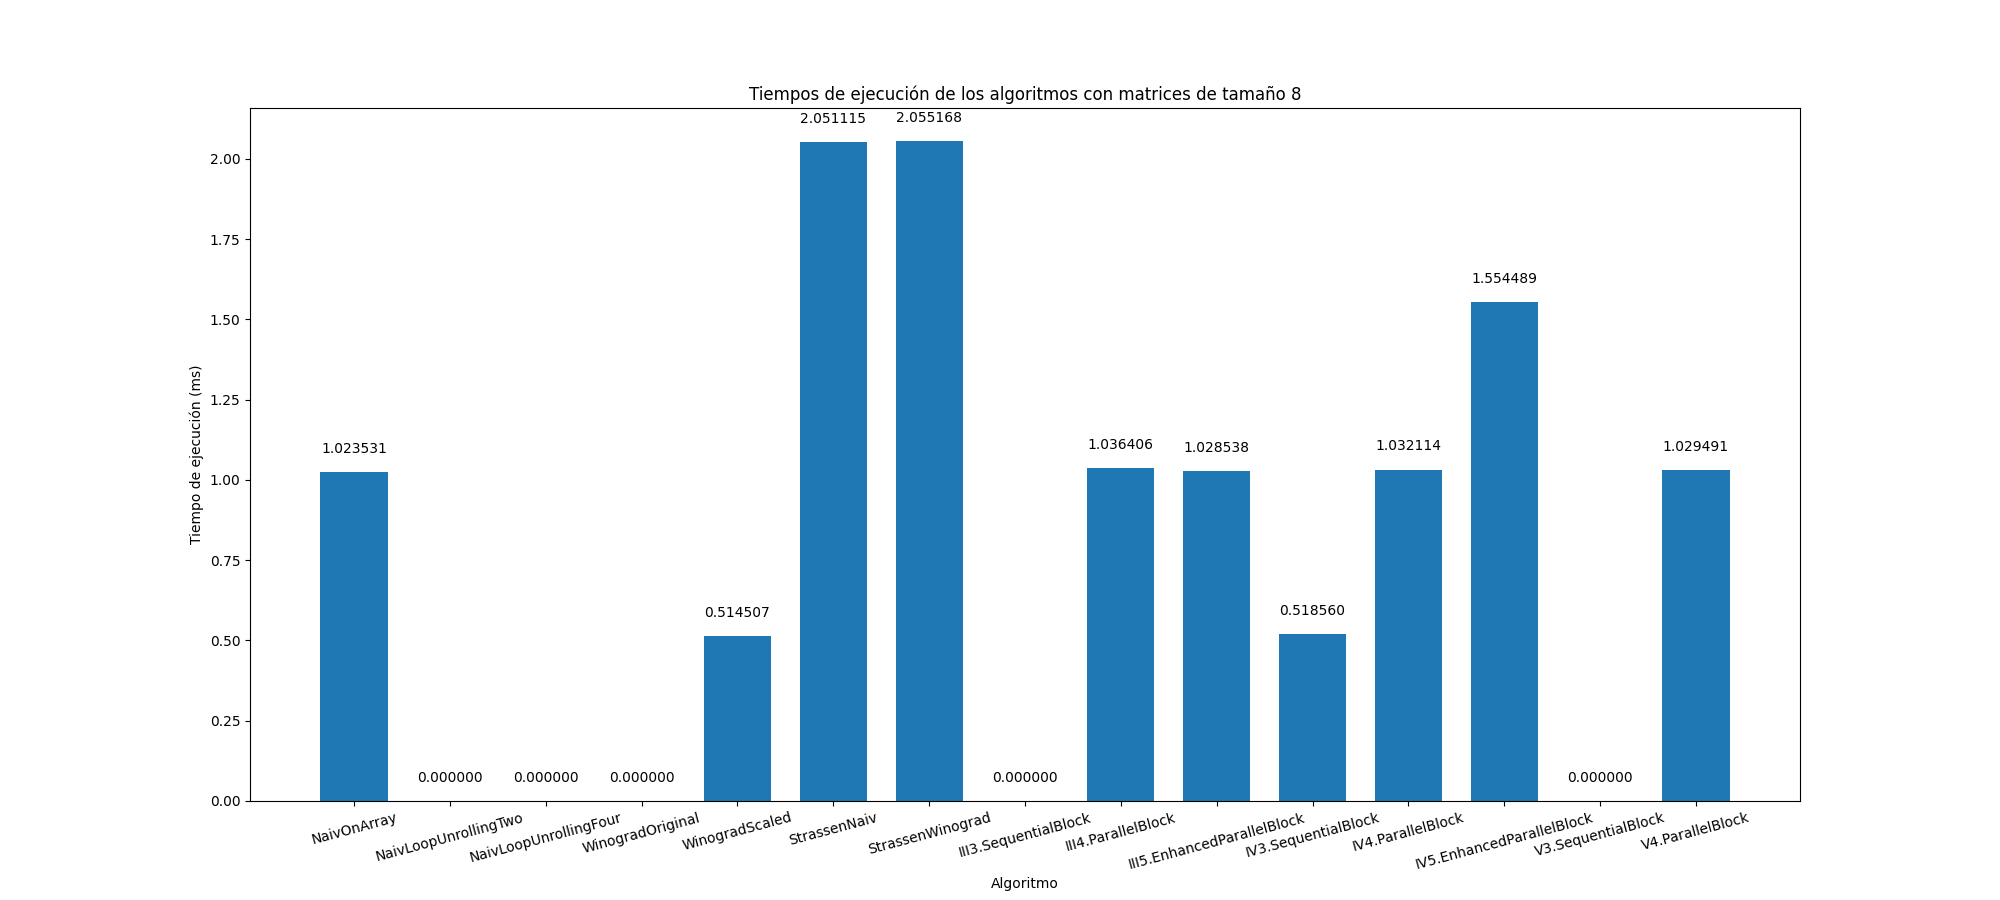 Tiempos de ejecución de los algoritmos con matrices de tamaño 8
2.051115
2.055168
2.00
1.75
1.554489
1.50
Tiempo de ejecución (ms)
1.25
1.023531
1.036406
1.028538
1.032114
1.029491
1.00
0.75
0.514507
0.518560
0.50
0.25
0.000000
0.000000
0.000000
0.000000
0.000000
0.00
NaivOnArray
NaivLoopUnrollingTwo
NaivLoopUnrollingFour
WinogradOriginal
WinogradScaled
StrassenNaiv
StrassenWinograd
III3.SequentialBlock
III4.ParallelBlock
III5.EnhancedParallelBlock
IV3.SequentialBlock
IV4.ParallelBlock
IV5.EnhancedParallelBlock
V3.SequentialBlock
V4.ParallelBlock
Algoritmo